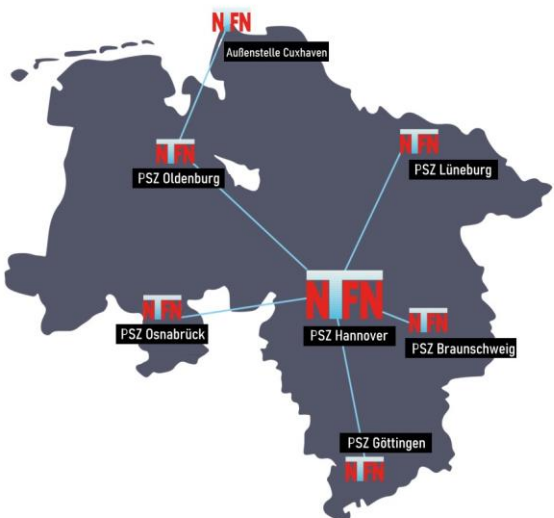 NTFN
Außenstelle Cuxhaven
NTFN
PSZ Lüneburg
NTFN
PSZ Oldenburg
NTFN
PSZ Hannover
NTFN
PSZ Osnabrück
NTFN
PSZ Braunschweig
PSZ Göttingen
NTFN